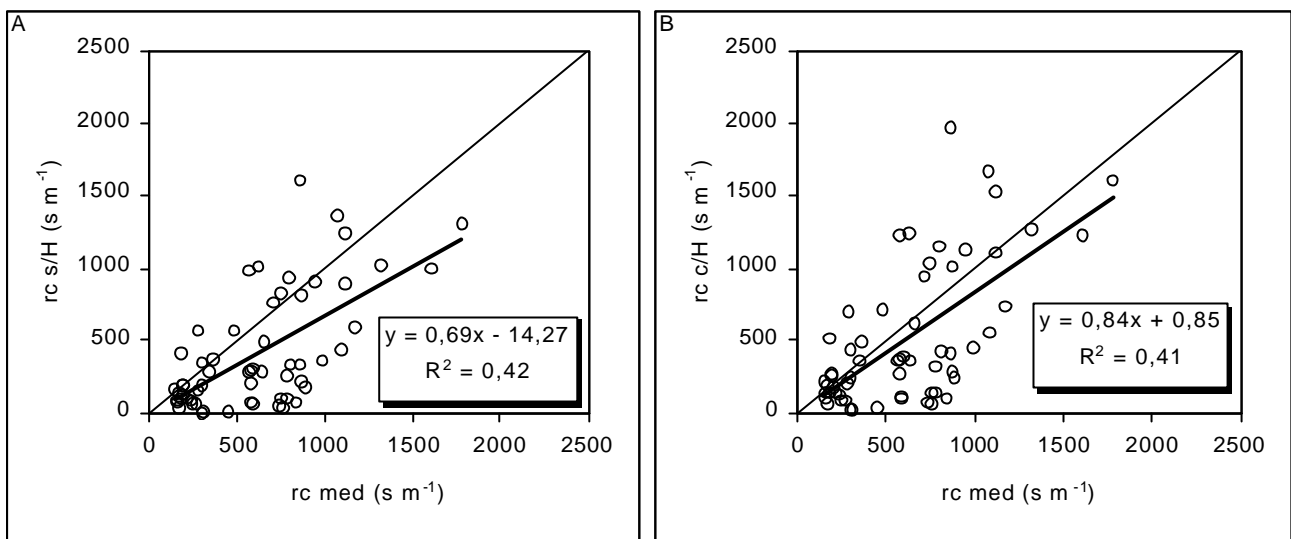 A
2500
2000
1500
1000
500
0
rc s/H (s m⁻¹)
y = 0,69x - 14,27
R² = 0,42
0 500 1000 1500 2000 2500
rc med (s m⁻¹)
B
2500
2000
1500
1000
500
0
rc c/H (s m⁻¹)
y = 0,84x + 0,85
R² = 0,41
0 500 1000 1500 2000 2500
rc med (s m⁻¹)